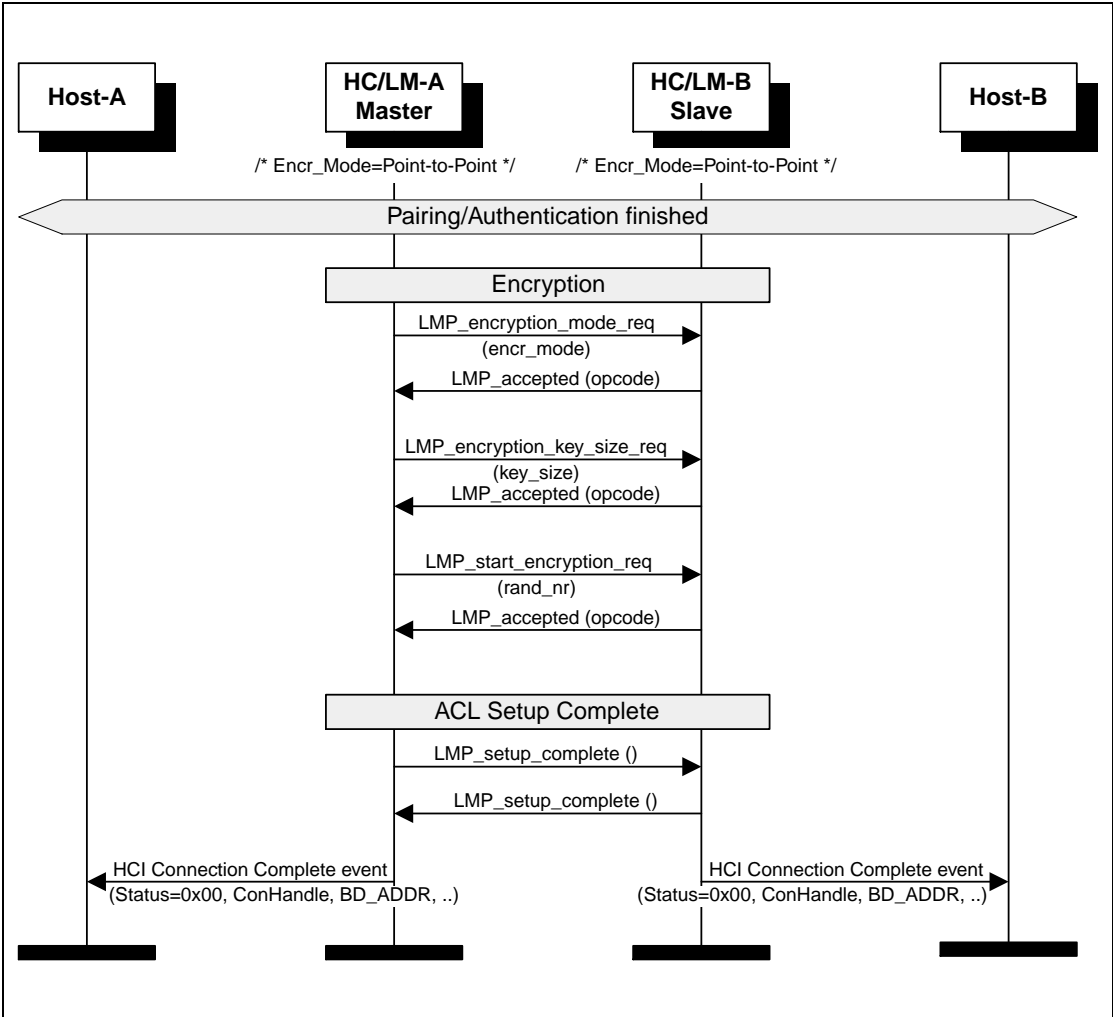 Host-A
HC/LM-A
Master
HC/LM-B
Slave
Host-B
/* Encr_Mode=Point-to-Point */
/* Encr_Mode=Point-to-Point */
Pairing/Authentication finished
Encryption
LMP_encryption_mode_req
(encr_mode)
LMP_accepted (opcode)
LMP_encryption_key_size_req
(key_size)
LMP_accepted (opcode)
LMP_start_encryption_req
(rand_nr)
LMP_accepted (opcode)
ACL Setup Complete
LMP_setup_complete ()
LMP_setup_complete ()
HCI Connection Complete event
(Status=0x00, ConHandle, BD_ADDR, ..)
HCI Connection Complete event
(Status=0x00, ConHandle, BD_ADDR, ..)